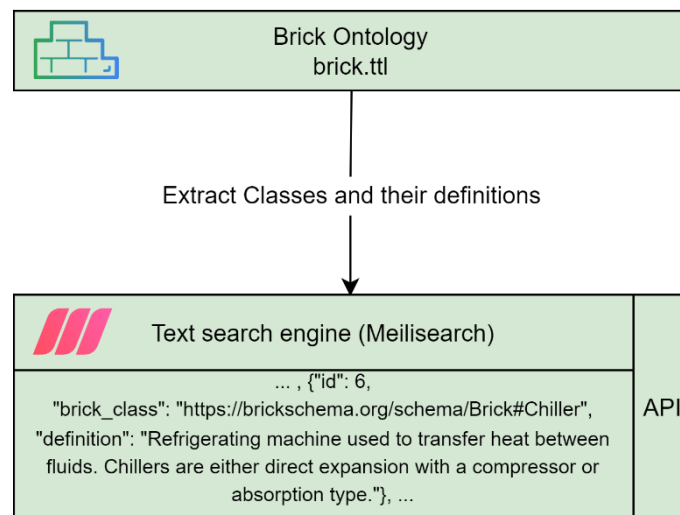 Brick Ontology
brick.ttl
Extract Classes and their definitions
Text search engine (Meilisearch)
... , {"id": 6,
"brick_class": "https://brickschema.org/schema/Brick#Chiller",
"definition": "Refrigerating machine used to transfer heat between
fluids. Chillers are either direct expansion with a compressor or
absorption type."}, ...
API